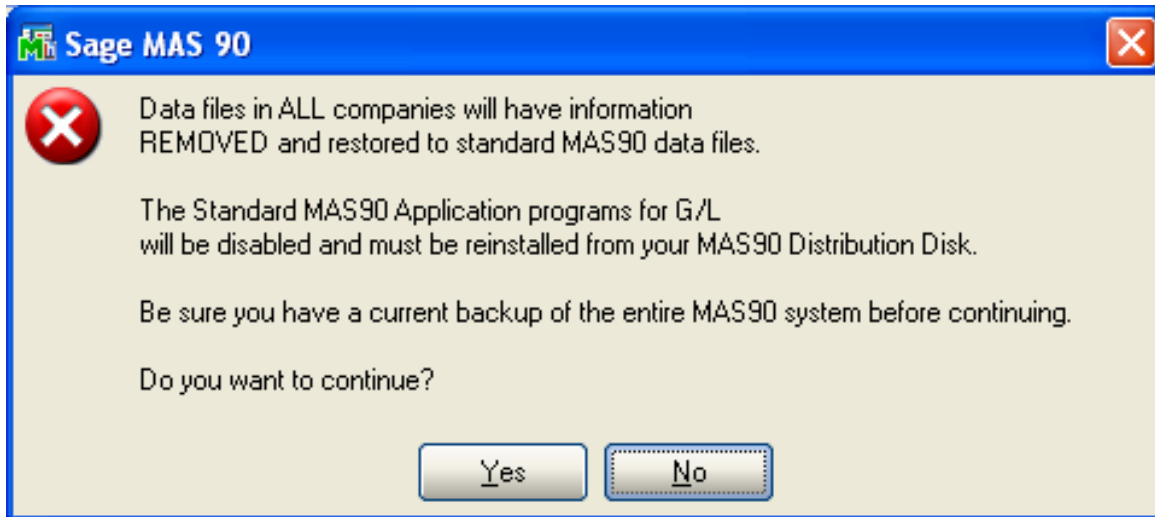 Sage MAS 90
Data files in ALL companies will have information
REMOVED and restored to standard MAS90 data files.
The Standard MAS90 Application programs for G/L
will be disabled and must be reinstalled from your MAS90 Distribution Disk.
Be sure you have a current backup of the entire MAS90 system before continuing.
Do you want to continue?
Yes
No